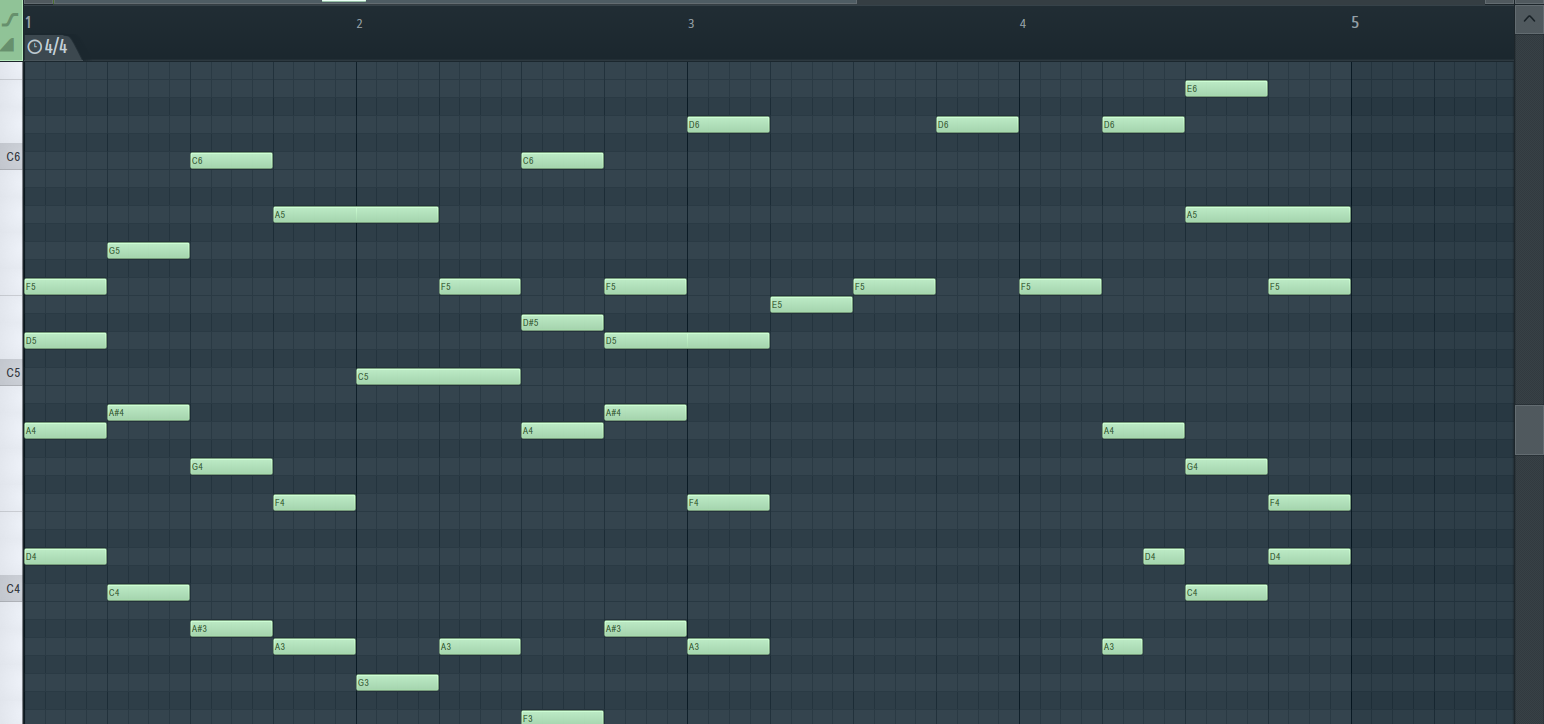 1 2 3 4 5
4/4
E6
D6 D6 D6
C6 C6 C6
A5 A5
G5
F5 F5 F5 F5 F5 F5
E5
D#5
D5 D5
C5 C5
A#4 A#4
A4 A4 A4
G4 G4
F4 F4 F4
D4 D4 D4
C4 C4 C4
A#3 A#3
A3 A3 A3 A3
G3
F3